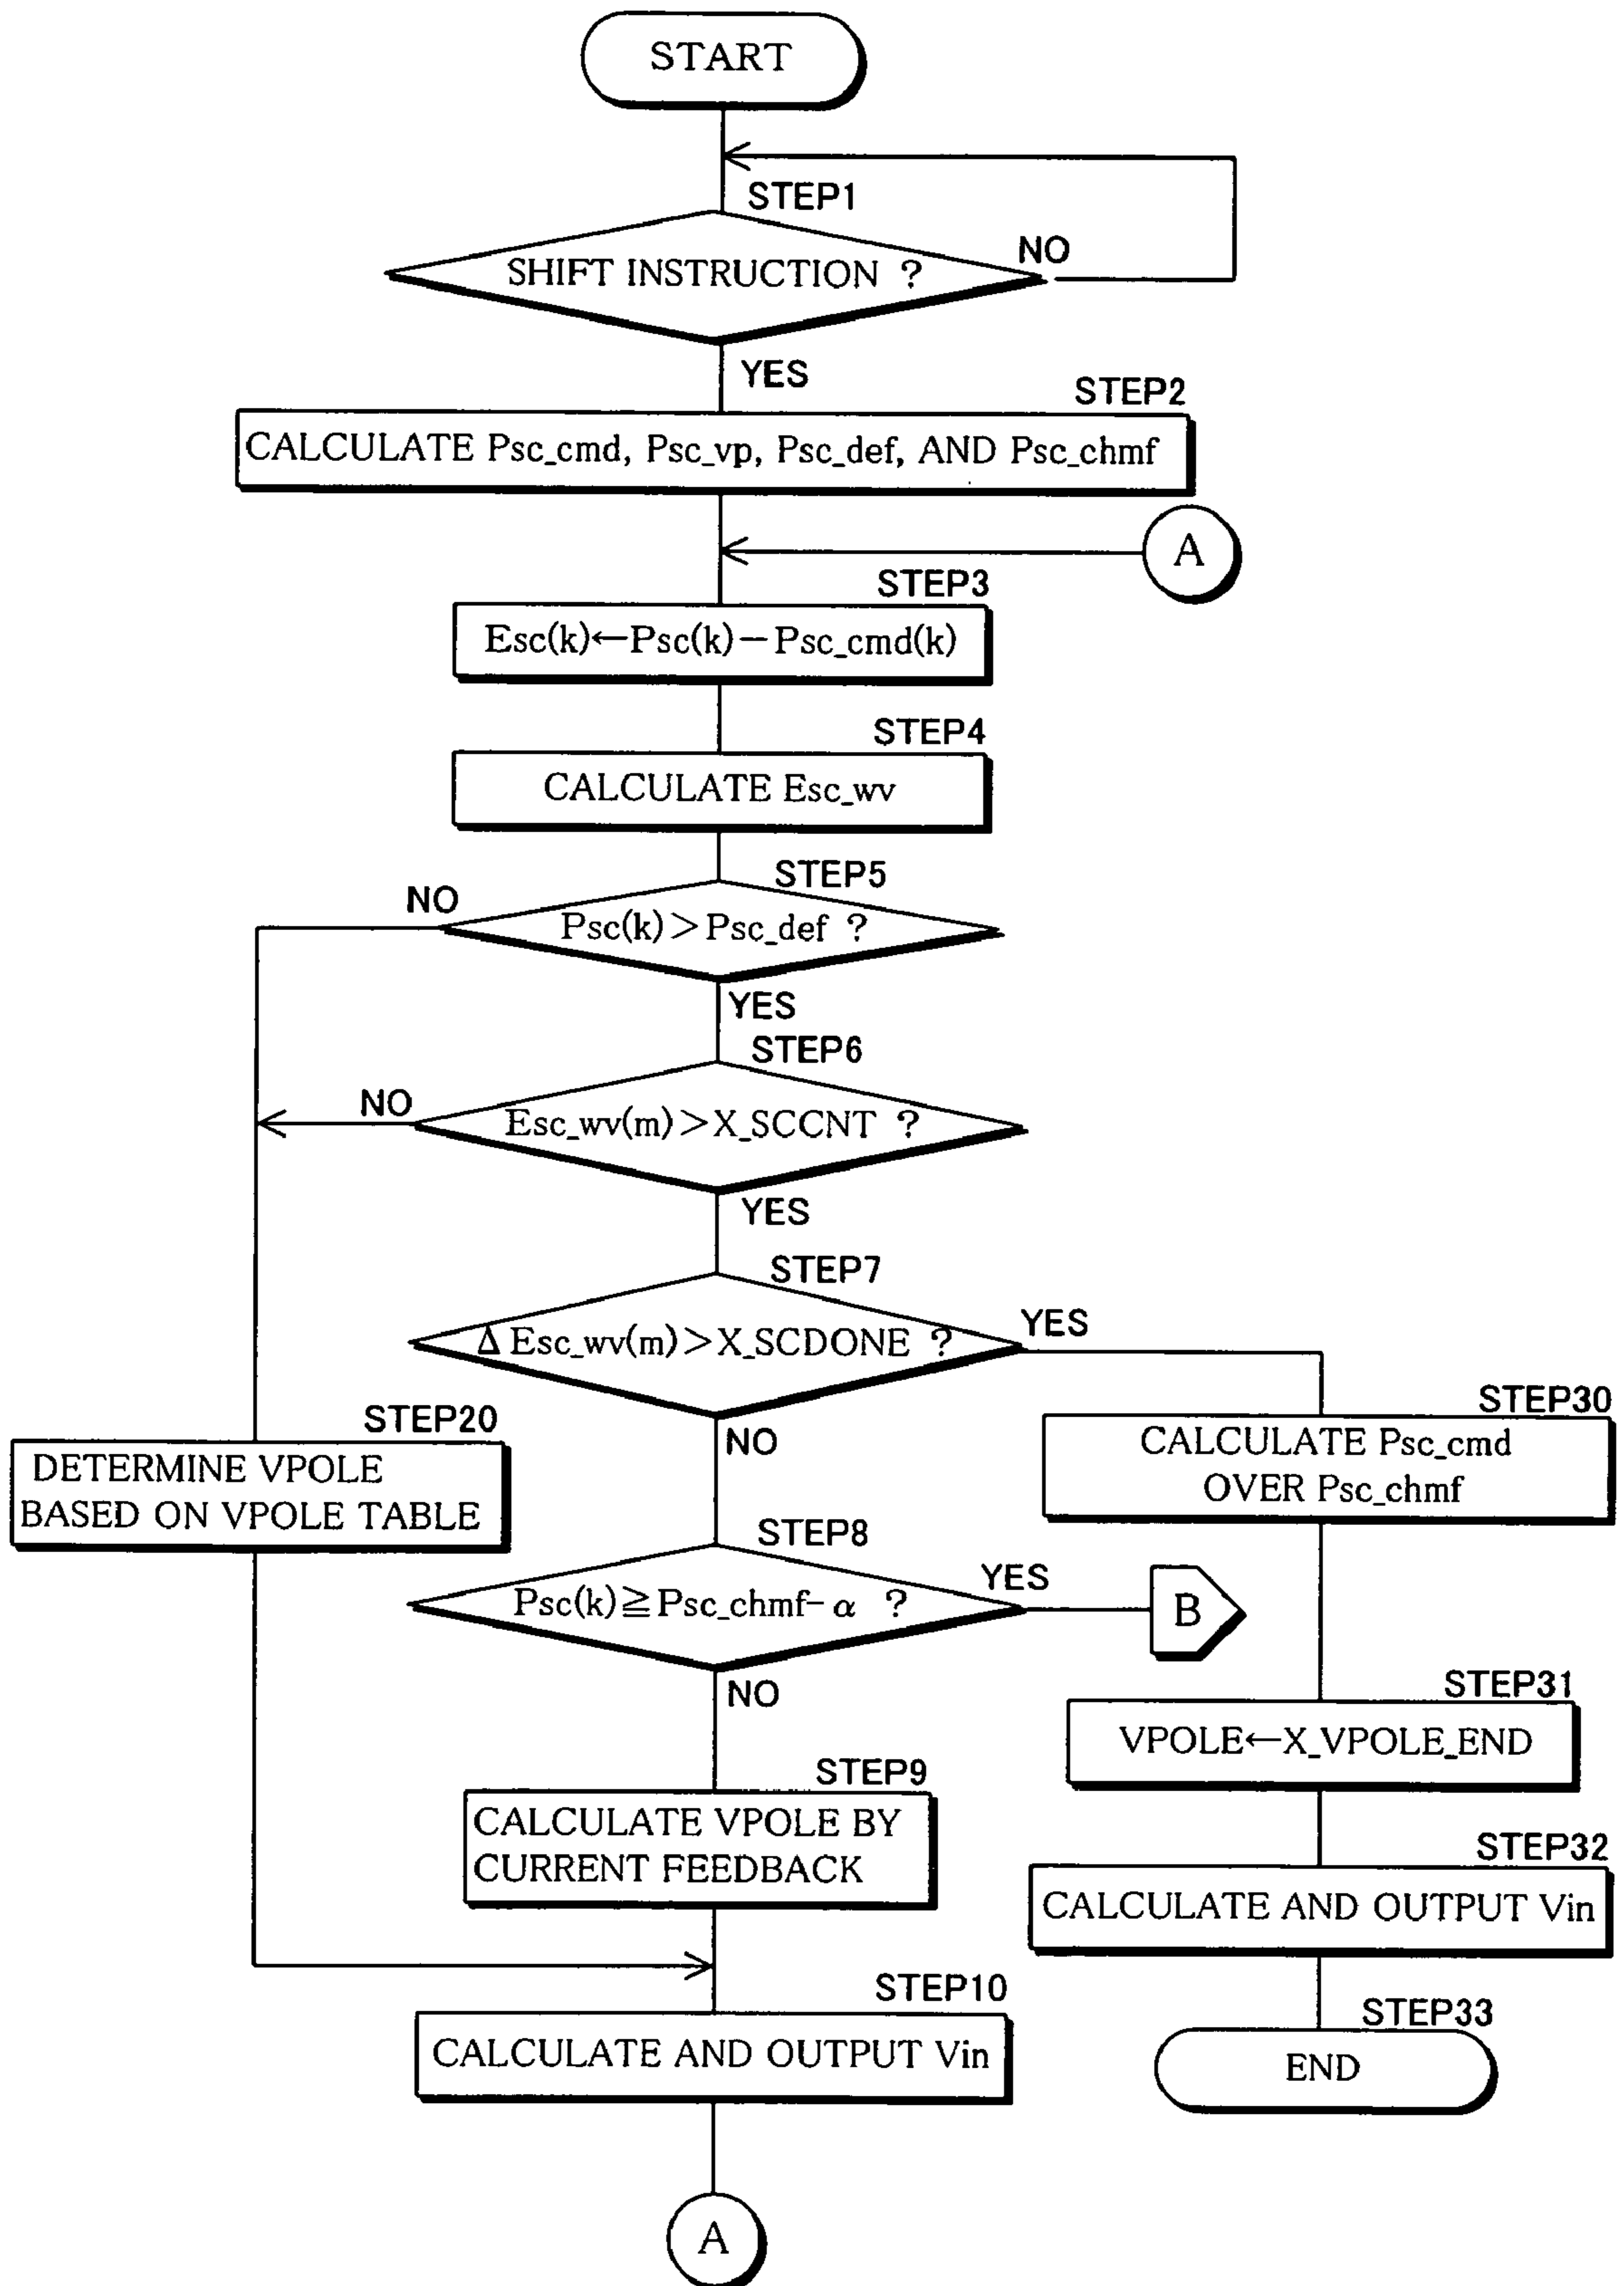 START
STEP1
SHIFT INSTRUCTION ?
NO
YES
STEP2
CALCULATE Psc_cmd, Psc_vp, Psc_def, AND Psc_chmf
A
STEP3
Esc(k)←Psc(k)－Psc_cmd(k)
STEP4
CALCULATE Esc_wv
STEP5
NO
Psc(k)＞Psc_def ?
YES
STEP6
NO
Esc_wv(m)＞X_SCCNT ?
YES
STEP7
Δ Esc_wv(m)＞X_SCDONE ?
YES
NO
STEP20
DETERMINE VPOLE
BASED ON VPOLE TABLE
STEP30
CALCULATE Psc_cmd
OVER Psc_chmf
STEP8
Psc(k)≧Psc_chmf-α ?
YES
B
NO
STEP31
VPOLE←X_VPOLE_END
STEP9
CALCULATE VPOLE BY
CURRENT FEEDBACK
STEP32
CALCULATE AND OUTPUT Vin
STEP10
CALCULATE AND OUTPUT Vin
STEP33
END
A